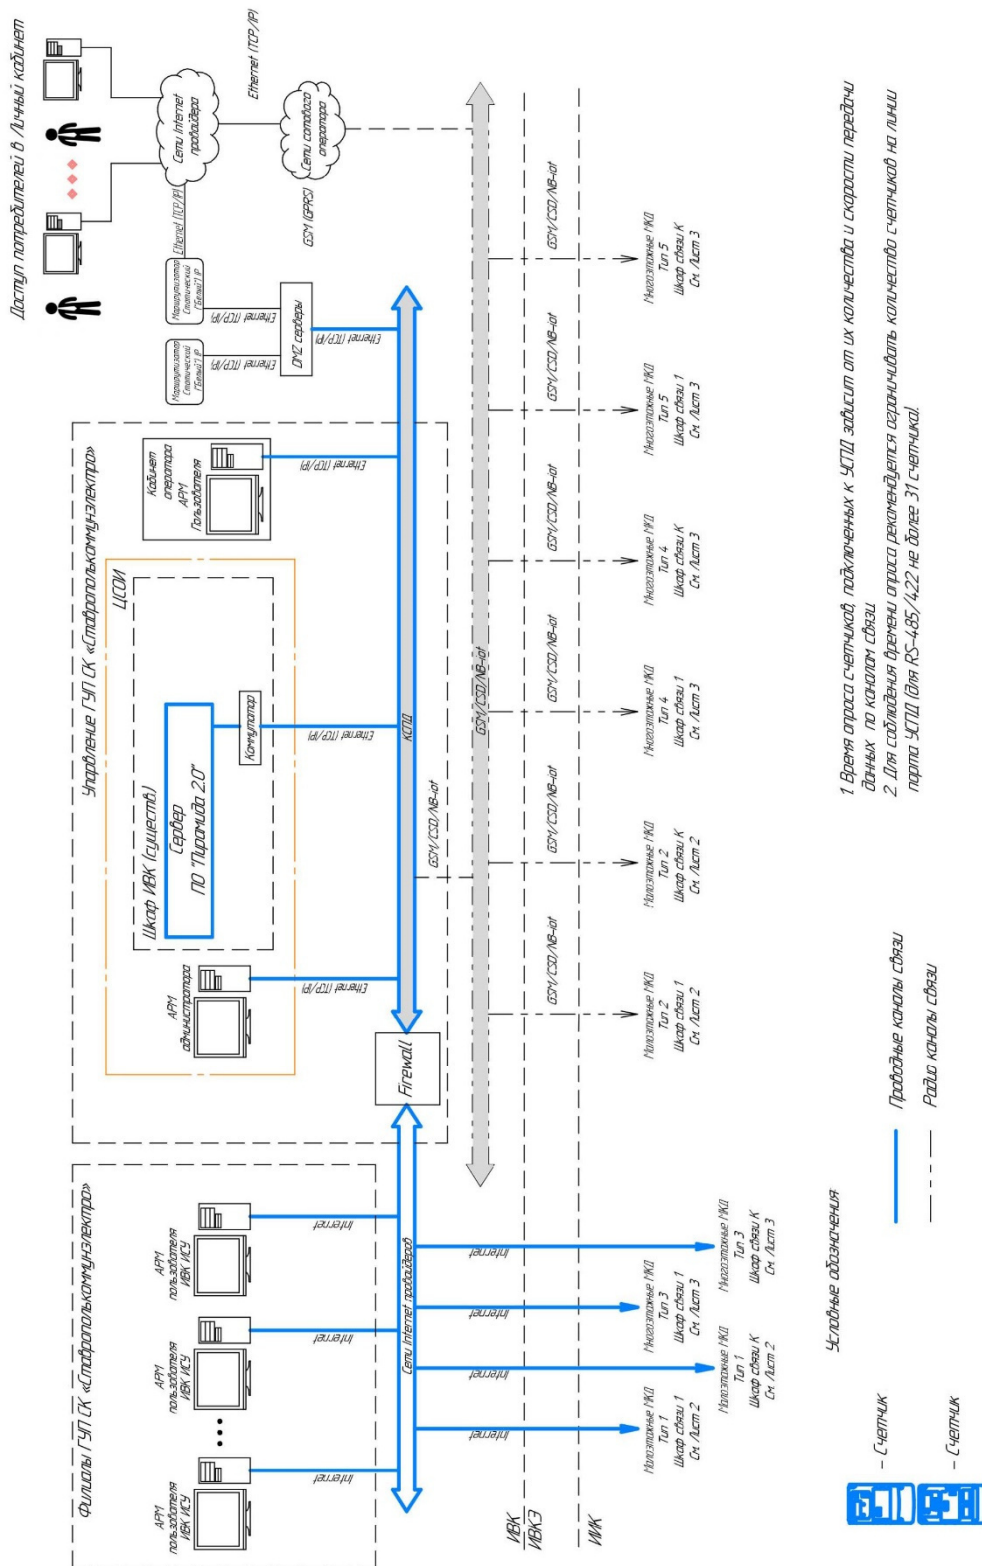 Филиалы ГУП СК «Ставрополькоммунэлектро»
АРМ
пользователя
ИВК ИСУ
АРМ
пользователя
ИВК ИСУ
АРМ
пользователя
ИВК ИСУ
Internet
Internet
Internet
Сети Internet провайдеров
Internet
Internet
Internet
Internet
Firewall
Управление ГУП СК «Ставрополькоммунэлектро»
ЦСОИ
АРМ
администратора
Шкаф ИВК (существ.)
Сервер
ПО "Пирамида 2.0"
Коммутатор
Кабинет
оператора
АРМ
Пользователя
Ethernet (TCP/IP)
Ethernet (TCP/IP)
Ethernet (TCP/IP)
КСПД
GSM/CSD/NB-iot
Доступ потребителей в Личный кабинет
Маршрутизатор
Статический
("Белый") IP
Маршрутизатор
Статический
("Белый") IP
Ethernet (TCP/IP)
Ethernet (TCP/IP)
Ethernet (TCP/IP)
Ethernet (TCP/IP)
DMZ серверы
Сети Internet
провайдера
Ethernet (TCP/IP)
Сети сотового
оператора
GSM (GPRS)
GSM/CSD/NB-iot
ИВК
ИВКЭ
ИИК
GSM/CSD/NB-iot
GSM/CSD/NB-iot
GSM/CSD/NB-iot
GSM/CSD/NB-iot
GSM/CSD/NB-iot
GSM/CSD/NB-iot
Малоэтажные МКД
Тип 1
Шкаф связи 1
См. Лист 2
Малоэтажные МКД
Тип 1
Шкаф связи К
См. Лист 2
Многоэтажные МКД
Тип 3
Шкаф связи 1
См. Лист 3
Многоэтажные МКД
Тип 3
Шкаф связи К
См. Лист 3
Малоэтажные МКД
Тип 2
Шкаф связи 1
См. Лист 2
Малоэтажные МКД
Тип 2
Шкаф связи К
См. Лист 2
Многоэтажные МКД
Тип 4
Шкаф связи 1
См. Лист 3
Многоэтажные МКД
Тип 4
Шкаф связи К
См. Лист 3
Многоэтажные МКД
Тип 5
Шкаф связи 1
См. Лист 3
Многоэтажные МКД
Тип 5
Шкаф связи К
См. Лист 3
Условные обозначения:
– Счетчик
– Счетчик
Проводные каналы связи
Радио каналы связи
1. Время опроса счетчиков, подключенных к УСПД зависит от их количества и скорости передачи
данных по каналам связи
2. Для соблюдения времени опроса рекомендуется ограничивать количество счетчиков на линии
порта УСПД (для RS-485/422 не более 31 счетчика).